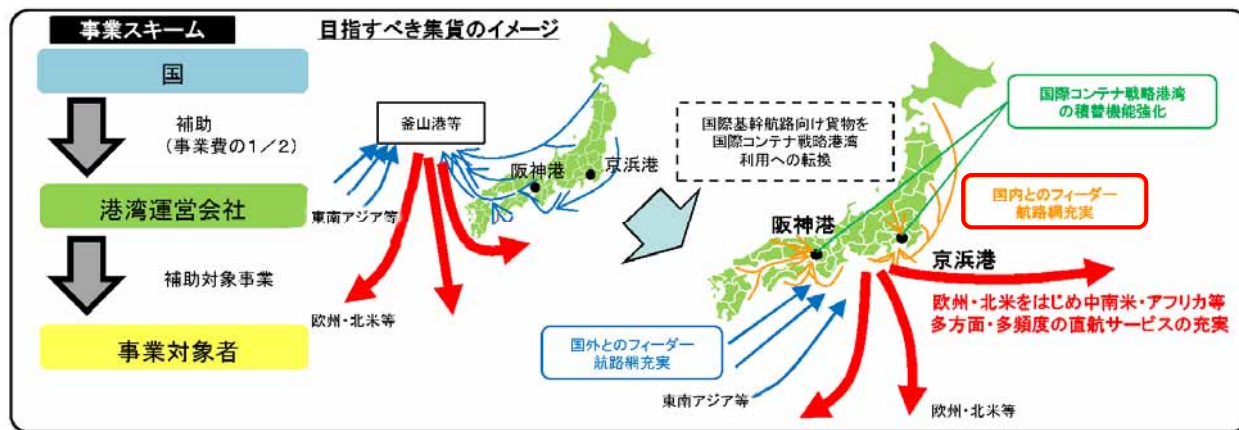 事業スキーム
国
補助
(事業費の1/2)
港湾運営会社
補助対象事業
事業対象者
目指すべき集貨のイメージ
釜山港等
阪神港
京浜港
東南アジア等
欧州・北米等
国際基幹航路向け貨物を
国際コンテナ戦略港湾
利用への転換
国際コンテナ戦略港湾
の積替機能強化
国内とのフィーダー
航路網充実
阪神港
京浜港
欧州・北米をはじめ中南米・アフリカ等
多方面・多頻度の直航サービスの充実
国外とのフィーダー
航路網充実
東南アジア等
欧州・北米等